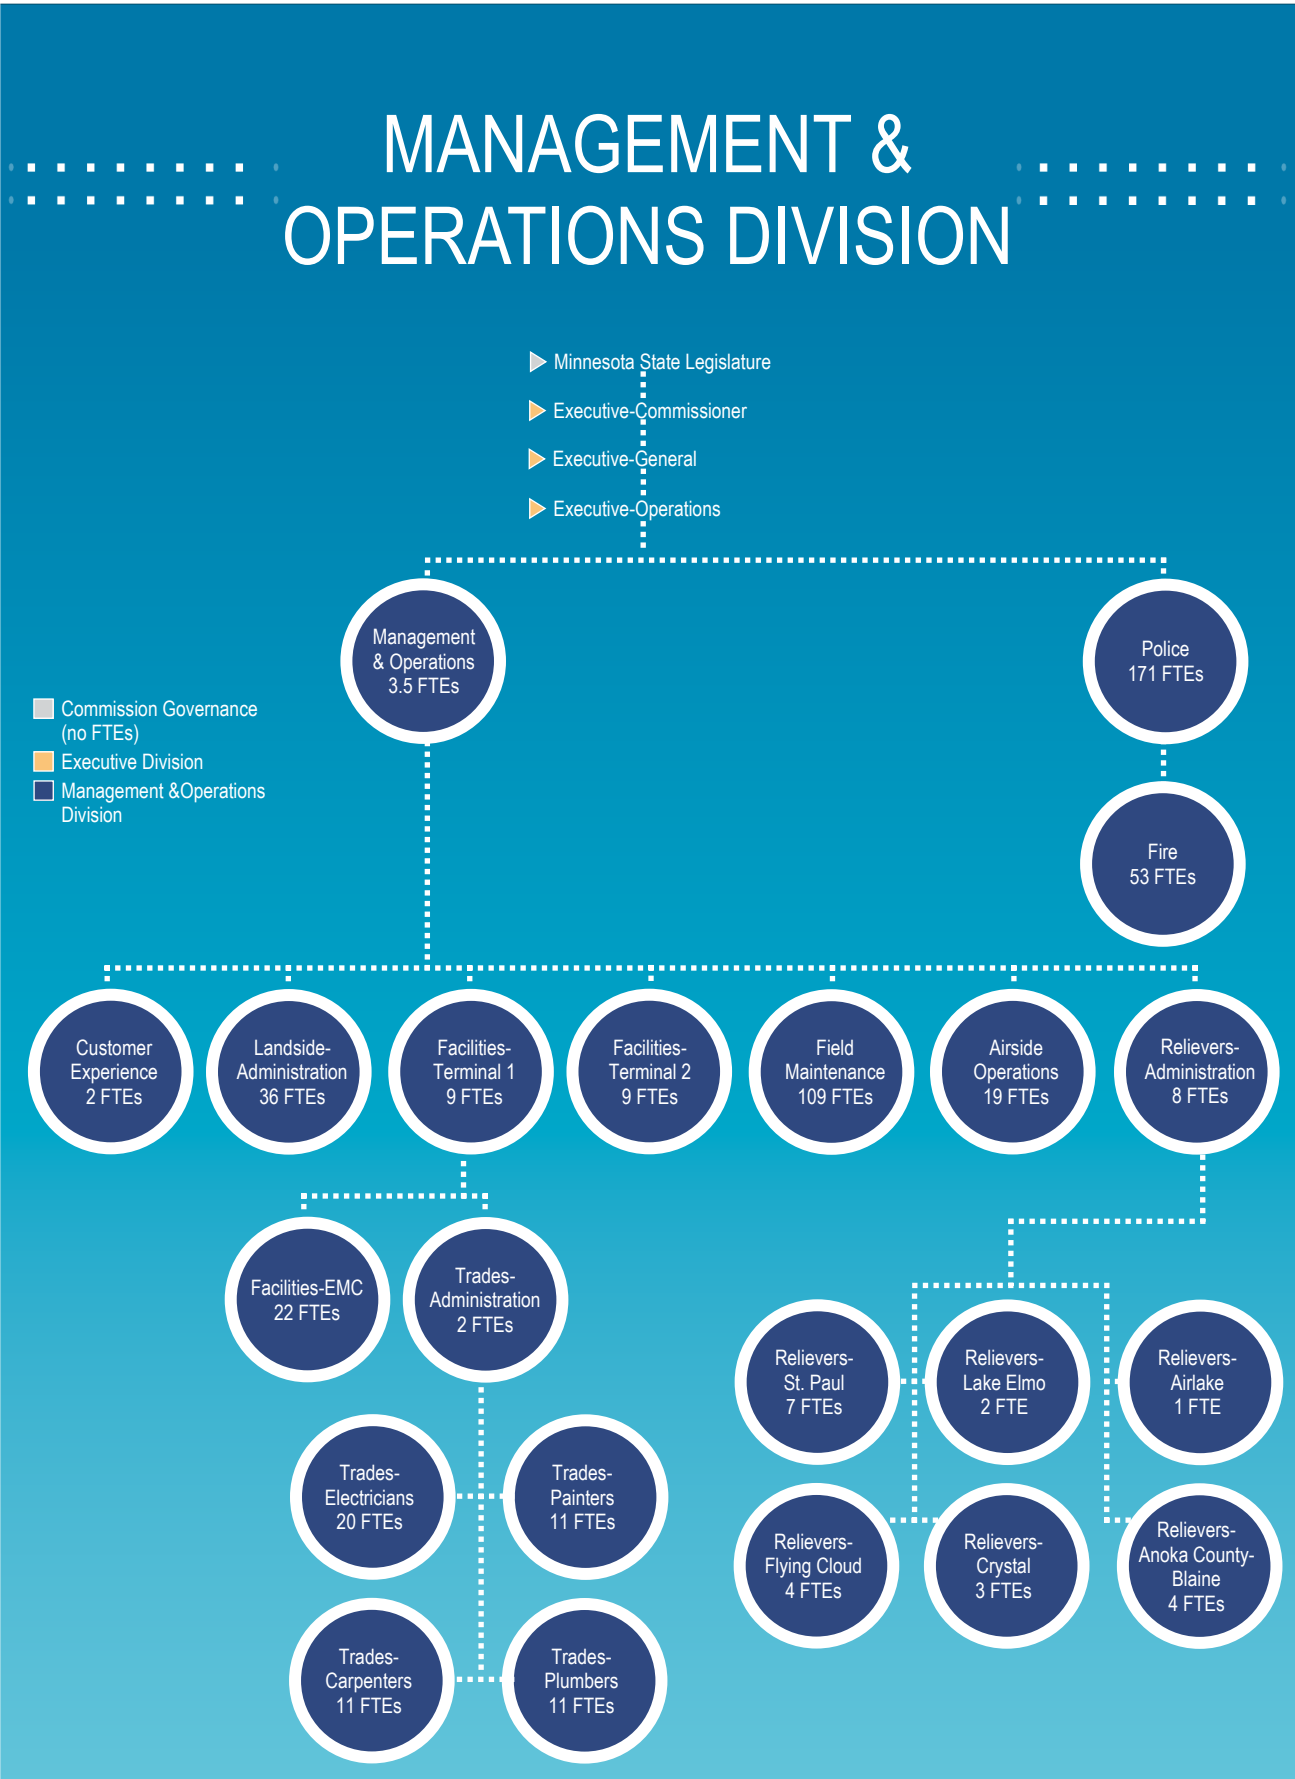 MANAGEMENT &
OPERATIONS DIVISION
Minnesota State Legislature
Executive-Commissioner
Executive-General
Executive-Operations
Management
& Operations
3.5 FTEs
Police
171 FTEs
Commission Governance
(no FTEs)
Executive Division
Management &Operations
Division
Fire
53 FTEs
Customer
Experience
2 FTEs
Landside-
Administration
36 FTEs
Facilities-
Terminal 1
9 FTEs
Facilities-
Terminal 2
9 FTEs
Field
Maintenance
109 FTEs
Airside
Operations
19 FTEs
Relievers-
Administration
8 FTEs
Facilities-EMC
22 FTEs
Trades-
Administration
2 FTEs
Relievers-
St. Paul
7 FTEs
Relievers-
Lake Elmo
2 FTE
Relievers-
Airlake
1 FTE
Trades-
Electricians
20 FTEs
Trades-
Painters
11 FTEs
Relievers-
Flying Cloud
4 FTEs
Relievers-
Crystal
3 FTEs
Relievers-
Anoka County-
Blaine
4 FTEs
Trades-
Carpenters
11 FTEs
Trades-
Plumbers
11 FTEs